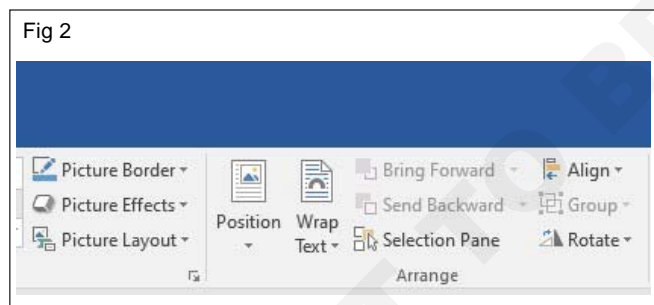 Fig 2
Picture Border
Picture Effects
Picture Layout
Position
Wrap
Text
Bring Forward
Send Backward
Selection Pane
Align
Group
Rotate
Arrange